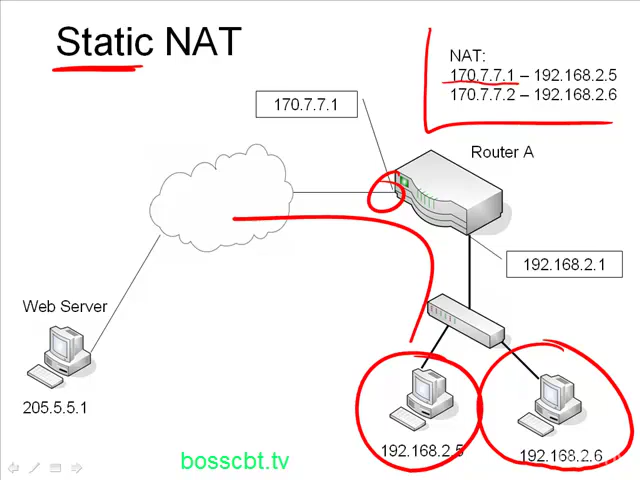 Static NAT
NAT:
170.7.7.1 – 192.168.2.5
170.7.7.2 – 192.168.2.6
170.7.7.1
Router A
192.168.2.1
Web Server
205.5.5.1
192.168.2.5
192.168.2.6
bosscbt.tv